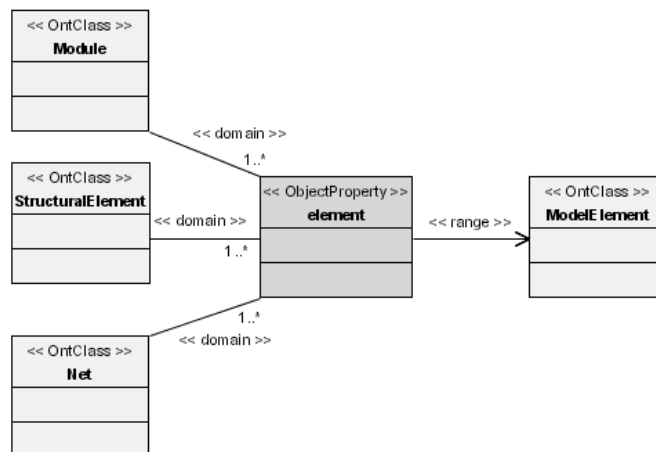 << OntClass >>
Module
<< domain >>
1..*
<< OntClass >>
StructuralElement
<< domain >>
1..*
<< ObjectProperty >>
element
<< range >>
<< OntClass >>
ModelElement
1..*
<< domain >>
<< OntClass >>
Net